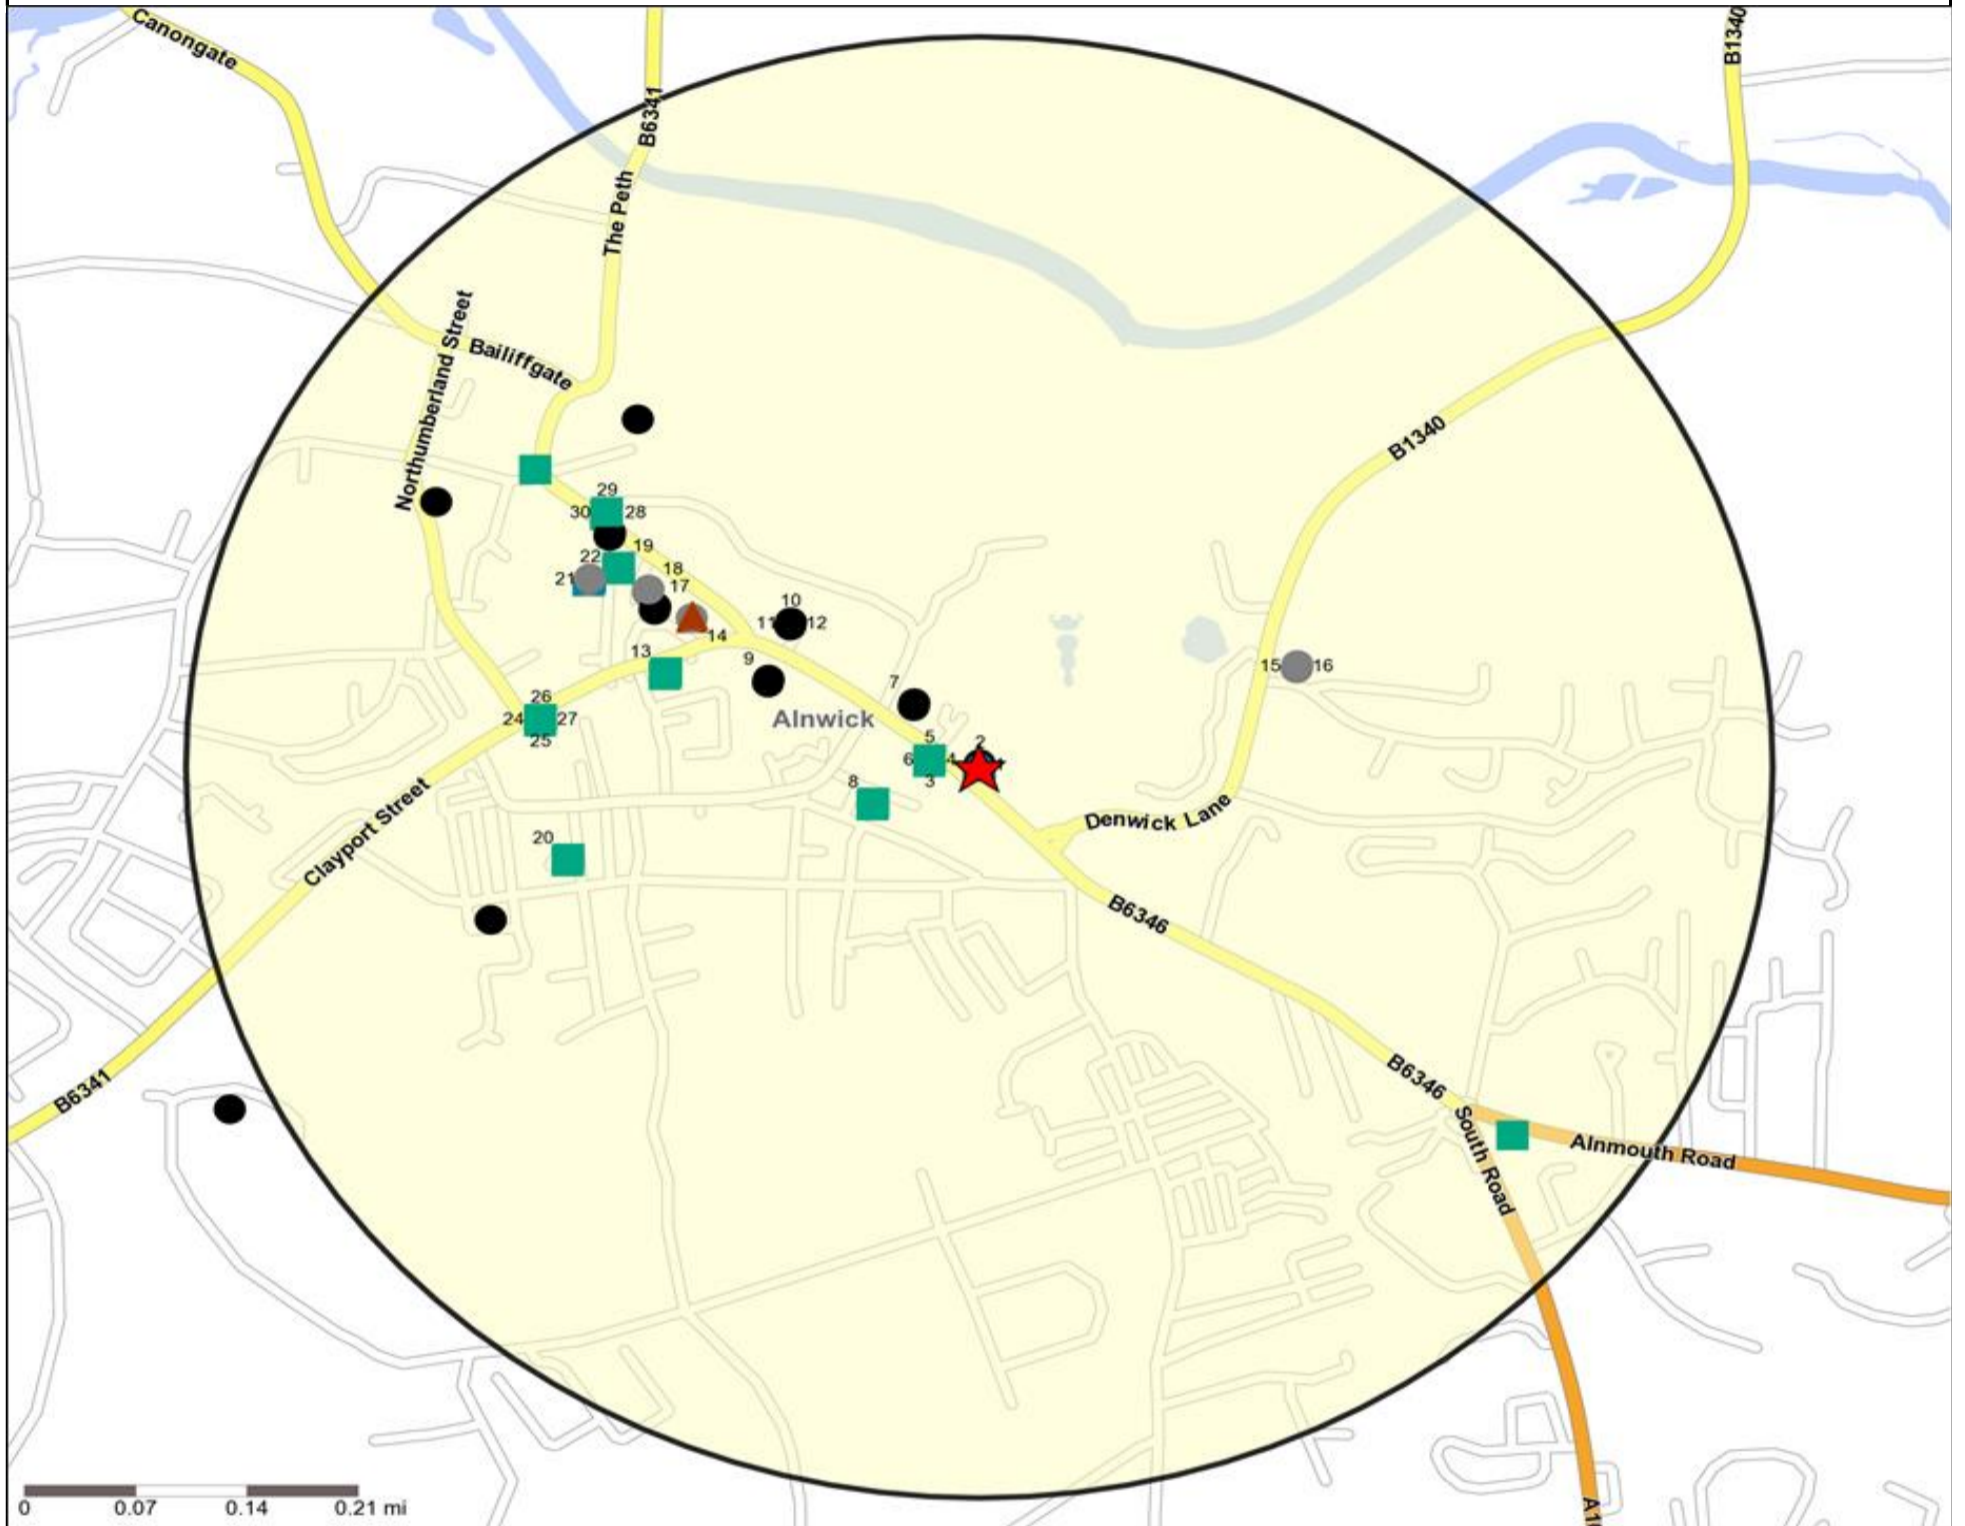 Canongate
B6341
B1340
The Peth
Northumberland Street
Bailiffgate
B1340
29
30 28
19
22
18
21
17
10
11 12
14
13
9
15 16
7
26
24 27
25
Alnwick
5
2
6 4
3
8
Denwick Lane
Clayport Street
20
B6346
B6346
B6341
South Road
Alnmouth Road
0 0.07 0.14 0.21 mi